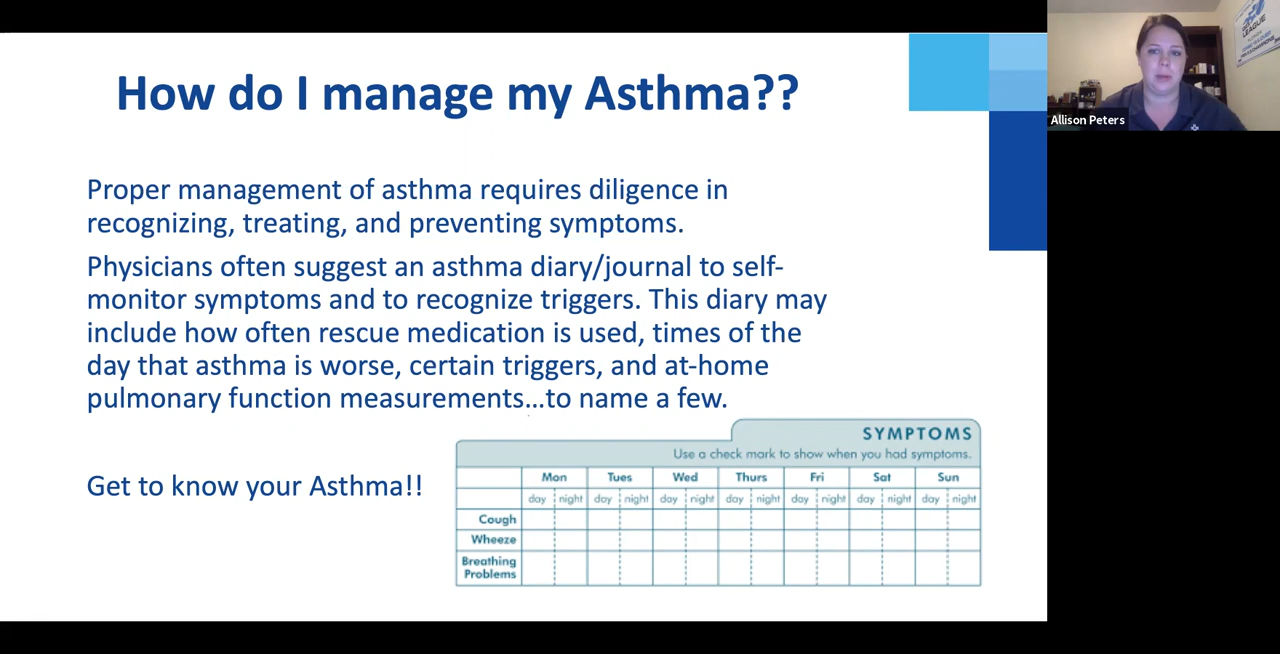 How do I manage my Asthma??
Proper management of asthma requires diligence in
recognizing, treating, and preventing symptoms.
Physicians often suggest an asthma diary/journal to self-
monitor symptoms and to recognize triggers. This diary may
include how often rescue medication is used, times of the
day that asthma is worse, certain triggers, and at-home
pulmonary function measurements...to name a few.
Get to know your Asthma!!
SYMPTOMS
Use a check mark to show when you had symptoms.
Mon Tues Wed Thurs Fri Sat Sun
day night day night day night day night day night day night day night
Cough
Wheeze
Breathing
Problems
Allison Peters
LEAGUE